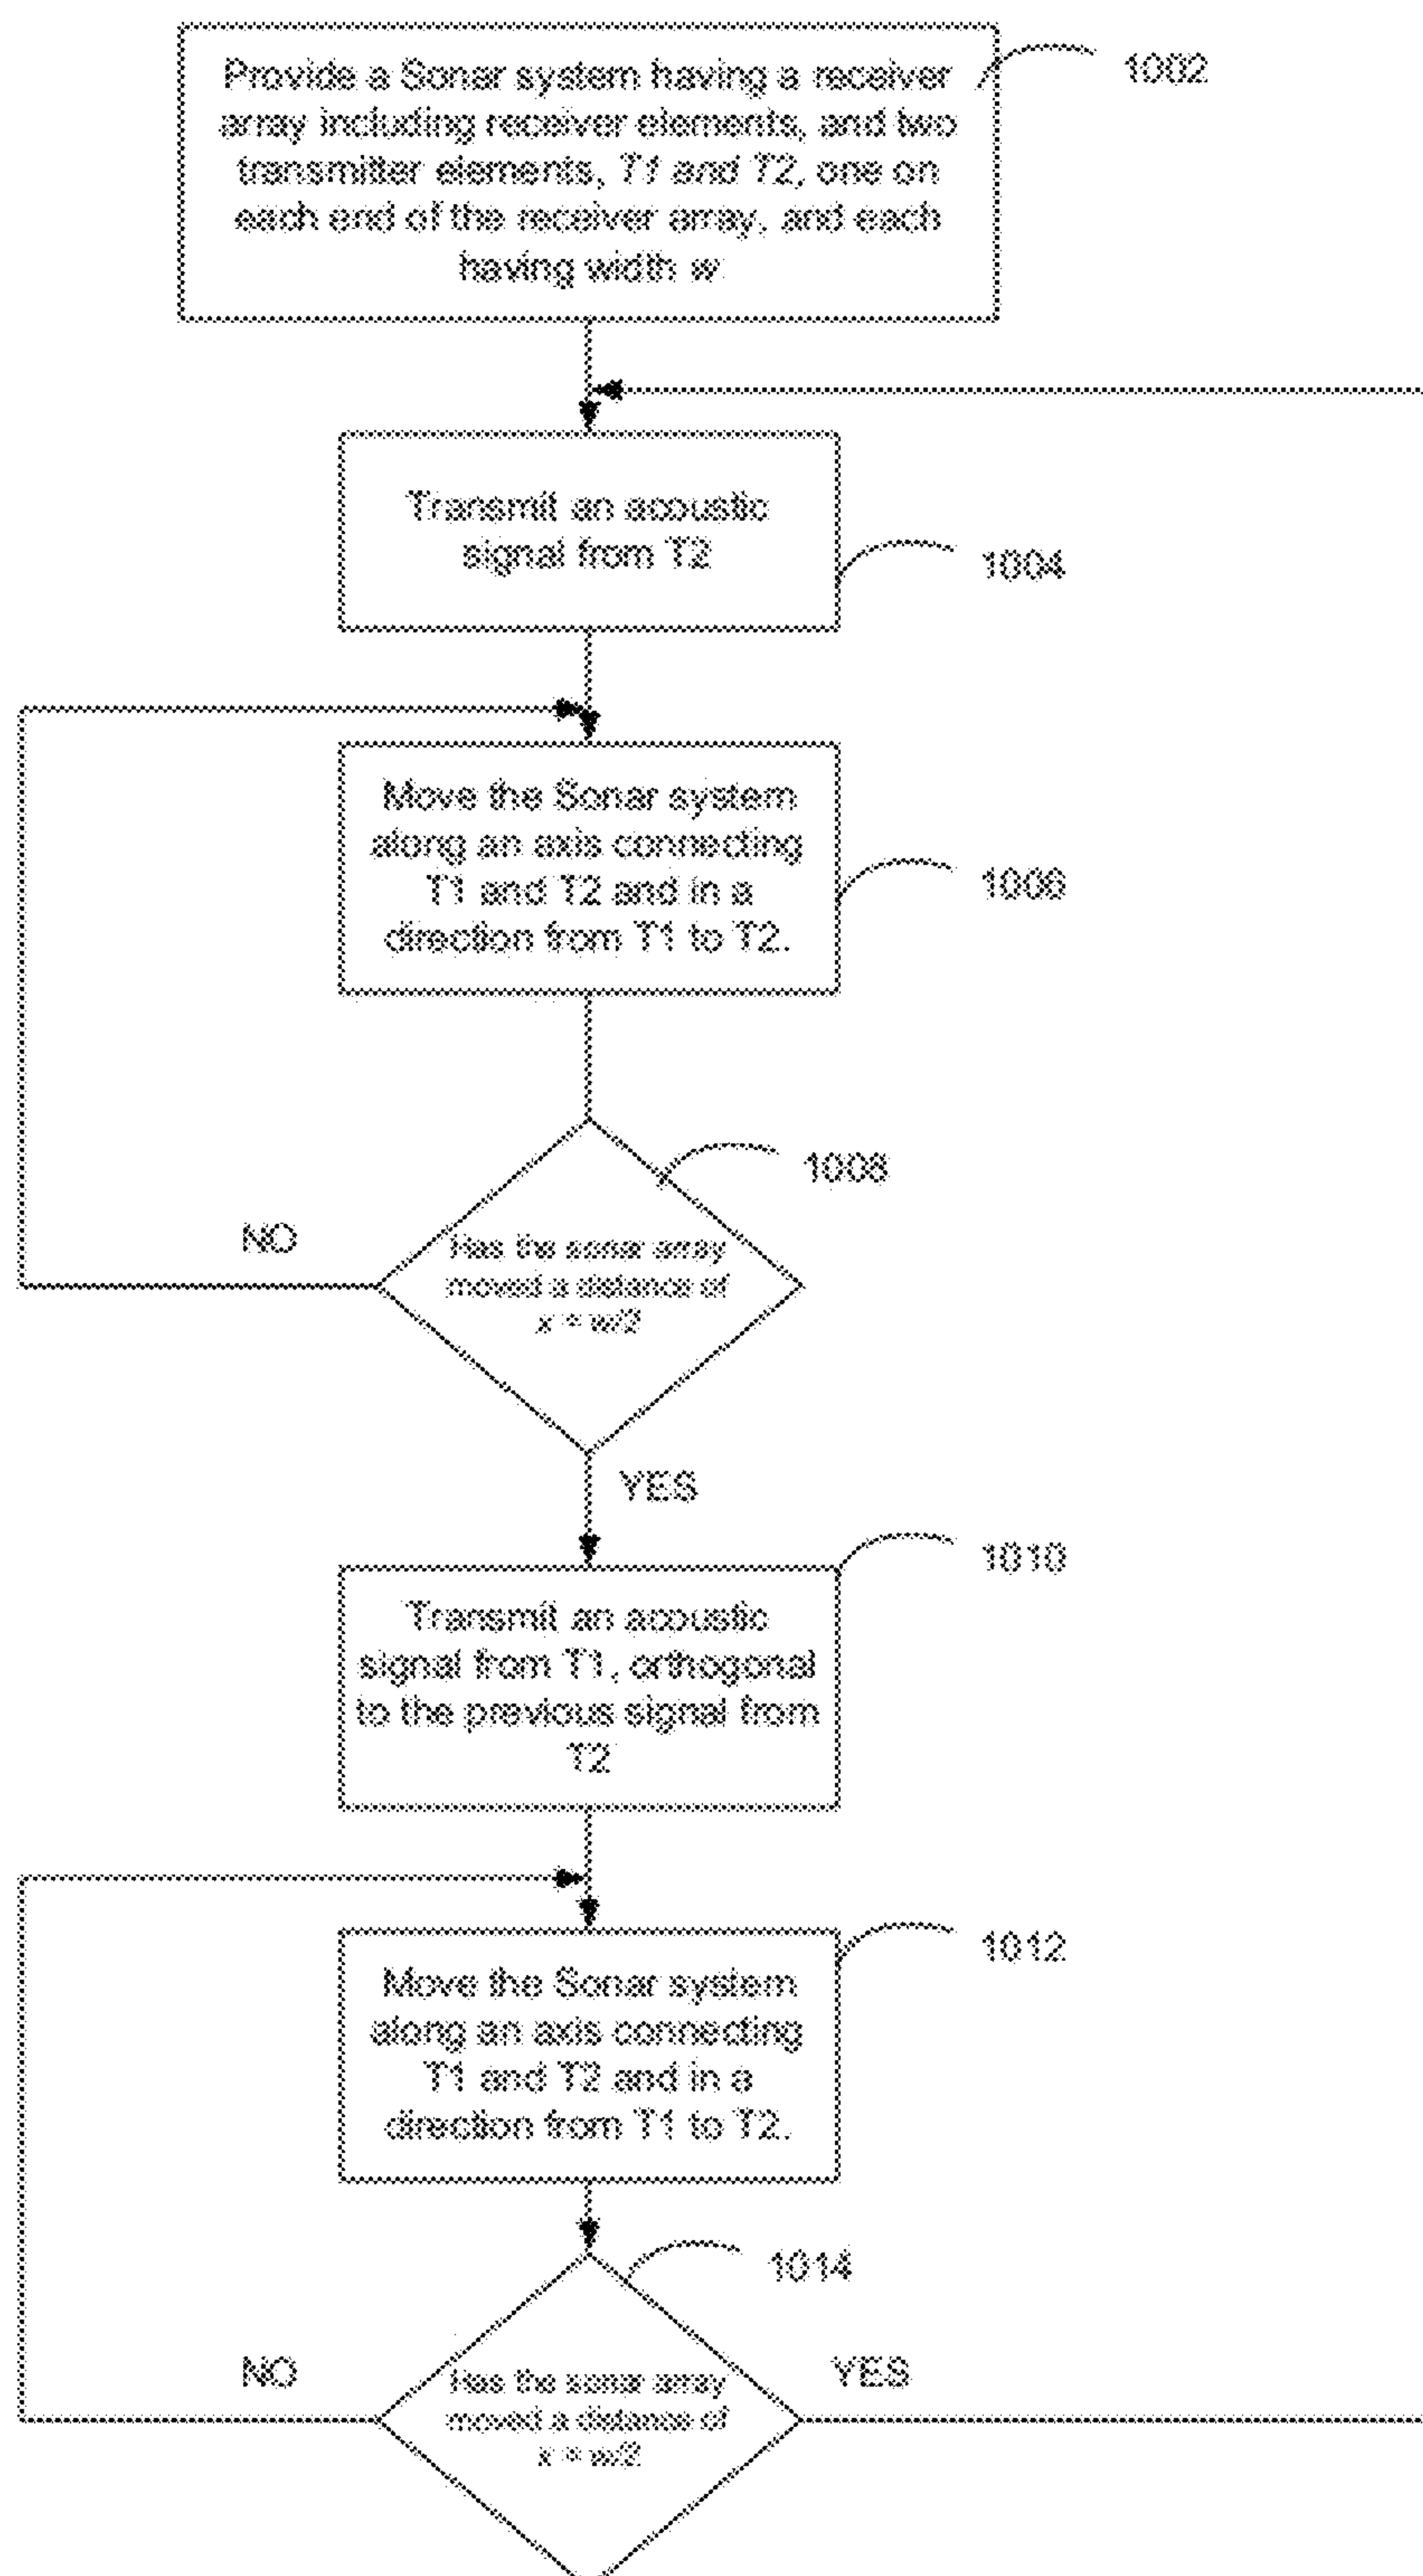 Provide a Sonar system having a receiver
array including receiver elements, and two
transmitter elements, T1 and T2, one on
each end of the receiver array, and each
having width w.
1002
Transmit an acoustic
signal from T2
1004
Move the Sonar system
along an axis connecting
T1 and T2 and in a
direction from T1 to T2.
1006
1008
NO
Has the sonar array
moved a distance of
x = w/2
YES
1010
Transmit an acoustic
signal from T1, orthogonal
to the previous signal from
T2
1012
Move the Sonar system
along an axis connecting
T1 and T2 and in a
direction from T1 to T2.
1014
NO
YES
Has the sonar array
moved a distance of
x = w/2